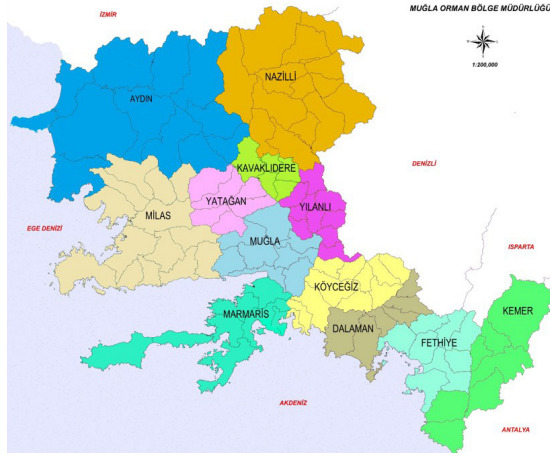 MUĞLA ORMAN BÖLGE MÜDÜRLÜĞÜ
İZMİR
1:200,000
NAZİLLİ
AYDIN
DENİZLİ
KAVAKLIDERE
YATAĞAN
YILANLI
MİLAS
EGE DENİZİ
MUĞLA
ISPARTA
KÖYCEĞİZ
MARMARİS
KEMER
DALAMAN
FETHİYE
AKDENİZ
ANTALYA